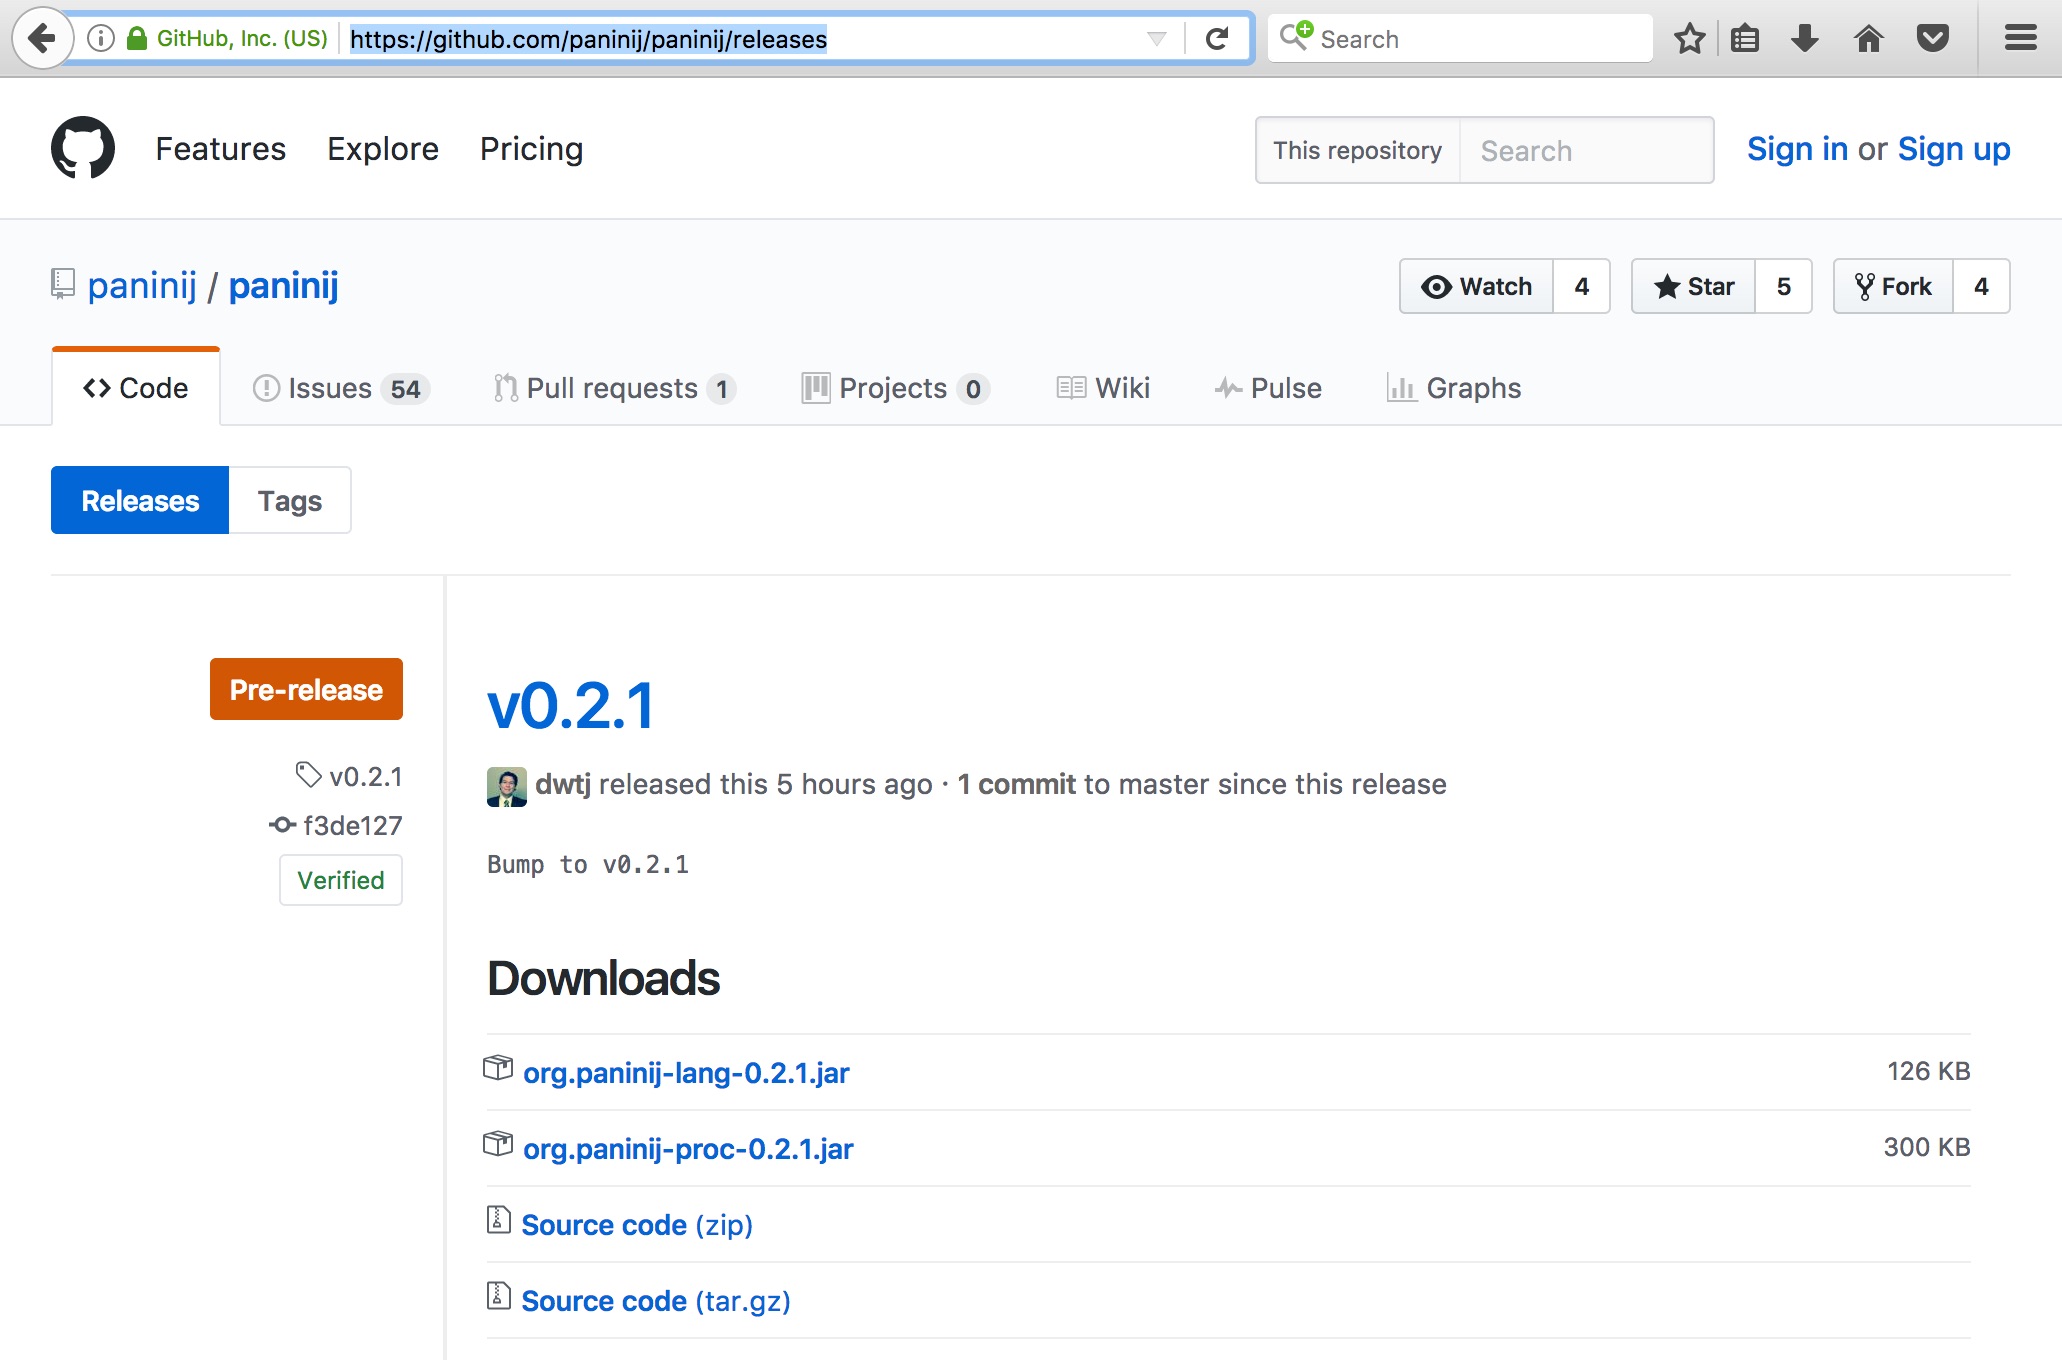 GitHub, Inc. (US) https://github.com/paninij/paninij/releases Search
Features Explore Pricing This repository Search Sign in or Sign up
paninij / paninij Watch 4 Star 5 Fork 4
Code Issues 54 Pull requests 1 Projects 0 Wiki Pulse Graphs
Releases Tags
Pre-release
v0.2.1
f3de127
Verified
v0.2.1
dwtj released this 5 hours ago · 1 commit to master since this release
Bump to v0.2.1
Downloads
org.paninij-lang-0.2.1.jar 126 KB
org.paninij-proc-0.2.1.jar 300 KB
Source code (zip)
Source code (tar.gz)